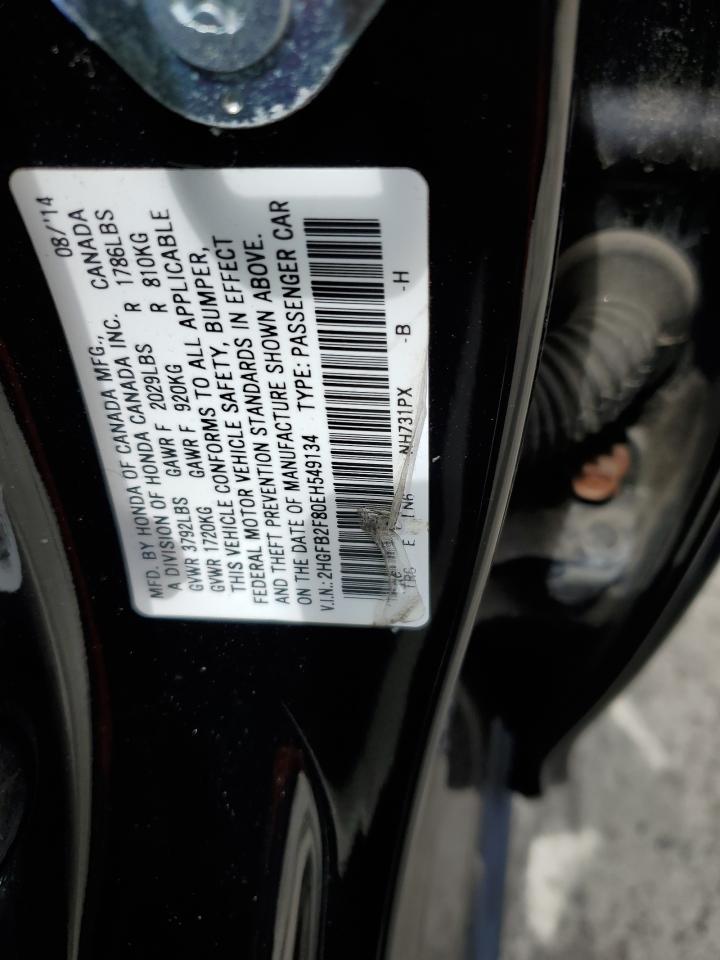 MFD. BY HONDA OF CANADA MFG., 08/'14
A DIVISION OF HONDA CANADA INC. CANADA
GVWR 3792LBS GAWR F 2029LBS R 1786LBS
GVWR 1720KG GAWR F 920KG R 810KG
THIS VEHICLE CONFORMS TO ALL APPLICABLE
FEDERAL MOTOR VEHICLE SAFETY, BUMPER,
AND THEFT PREVENTION STANDARDS IN EFFECT
ON THE DATE OF MANUFACTURE SHOWN ABOVE.
V.I.N.: 2HGFB2F80EH549134 TYPE: PASSENGER CAR
NH731PX -B -H